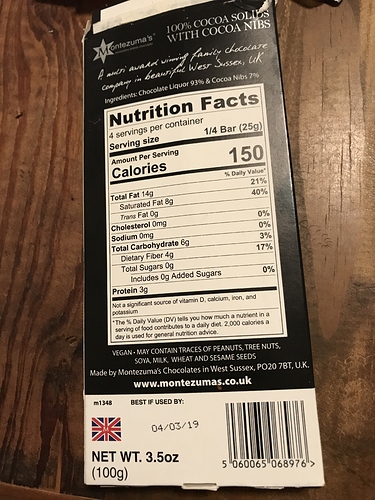 Montezuma's
100% COCOA SOLIDS
WITH COCOA NIBS
A multi award winning family chocolate
company in beautiful West Sussex, UK
Ingredients: Chocolate Liquor 93% & Cocoa Nibs 7%
Nutrition Facts
4 servings per container
Serving size 1/4 Bar (25g)
Amount Per Serving
Calories 150
% Daily Value*
Total Fat 14g 21%
Saturated Fat 8g 40%
Trans Fat 0g
Cholesterol 0mg 0%
Sodium 0mg 0%
Total Carbohydrate 6g 3%
Dietary Fiber 4g 17%
Total Sugars 0g
Includes 0g Added Sugars 0%
Protein 3g
Not a significant source of vitamin D, calcium, iron, and
potassium
*The % Daily Value (DV) tells you how much a nutrient in a
serving of food contributes to a daily diet. 2,000 calories a
day is used for general nutrition advice.
VEGAN • MAY CONTAIN TRACES OF PEANUTS, TREE NUTS,
SOYA, MILK, WHEAT AND SESAME SEEDS
Made by Montezuma's Chocolates in West Sussex, PO20 7BT, U.K.
www.montezumas.co.uk
m1348 BEST IF USED BY:
04/03/19
NET WT. 3.5oz
(100g)
5 060065 068976 >